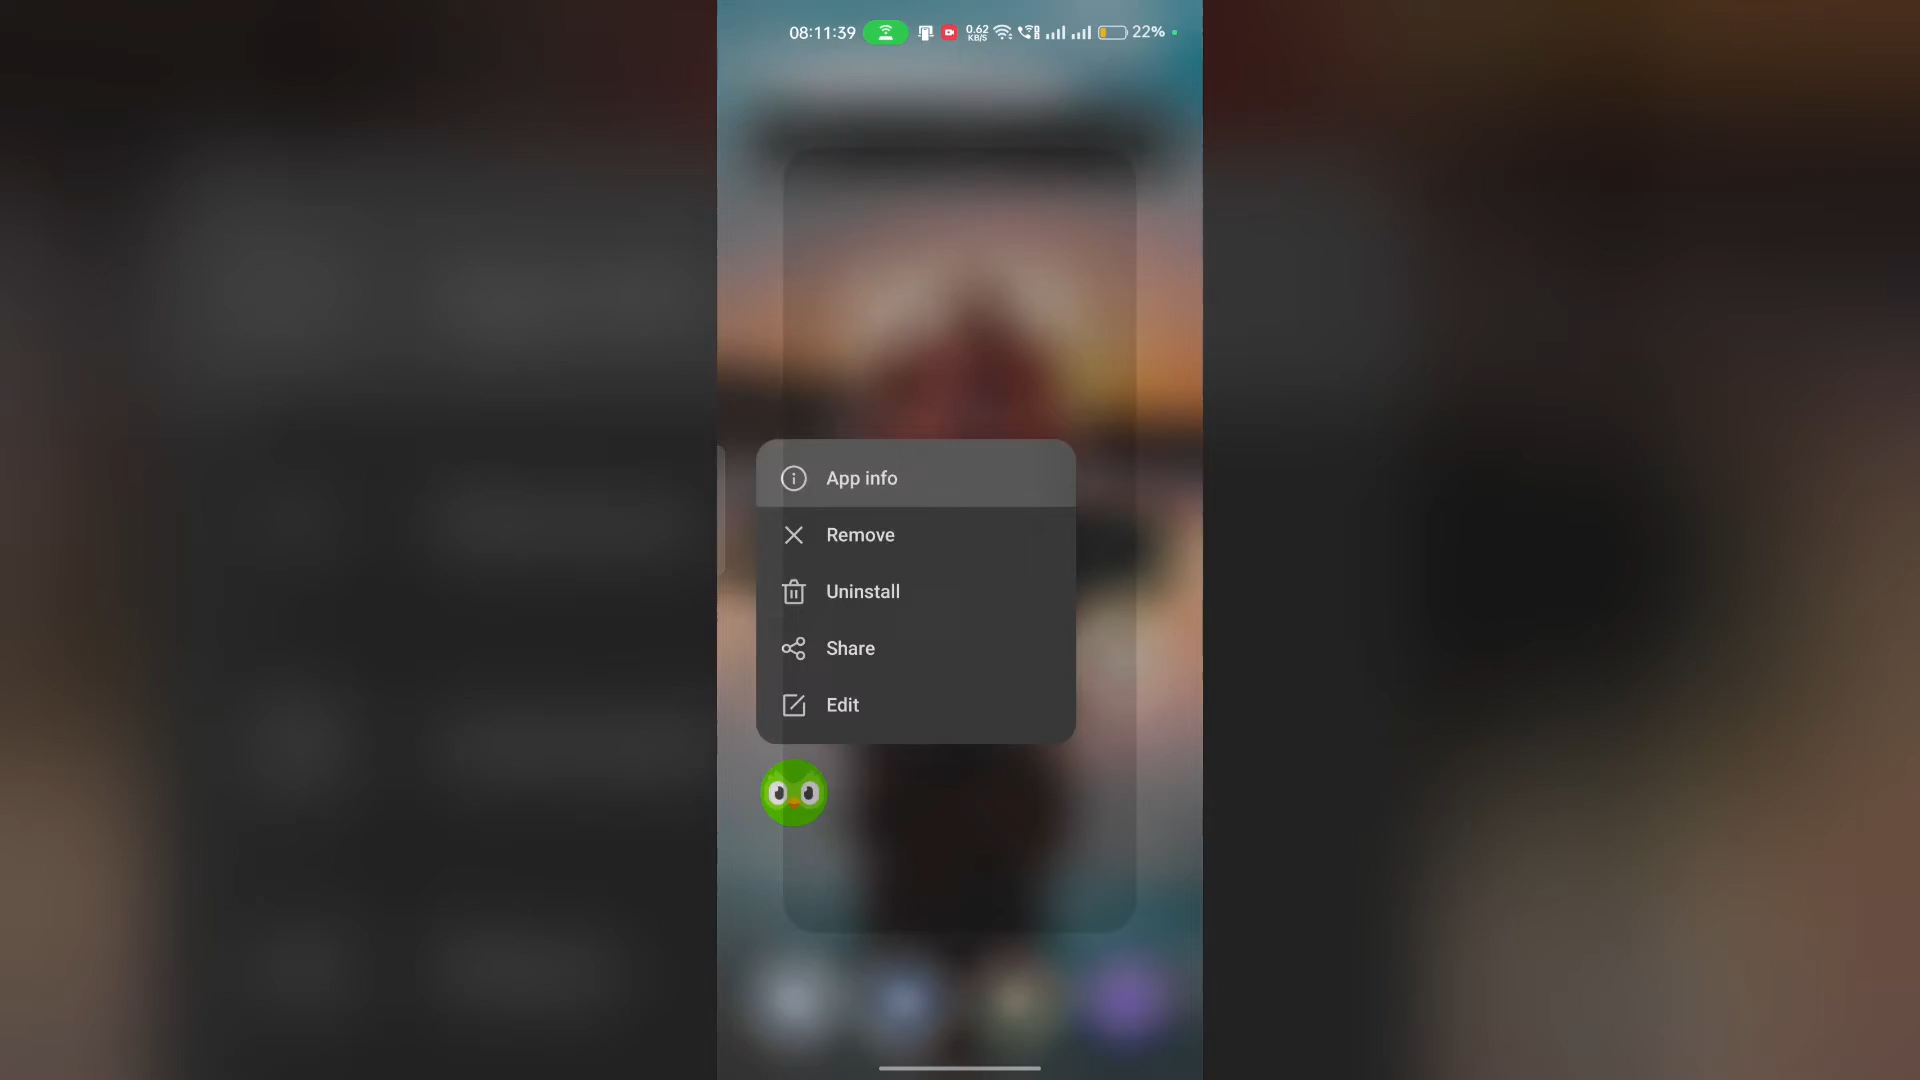 08:11:39 0.62 KB/S 22%
App info
Remove
Uninstall
Share
Edit